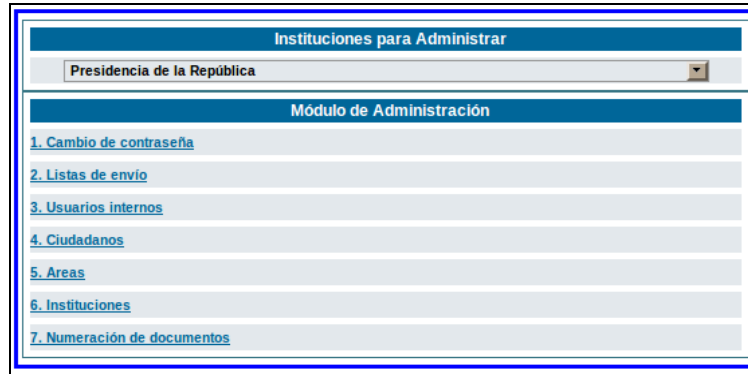 Instituciones para Administrar
Presidencia de la República
Módulo de Administración
1. Cambio de contraseña
2. Listas de envío
3. Usuarios internos
4. Ciudadanos
5. Areas
6. Instituciones
7. Numeración de documentos